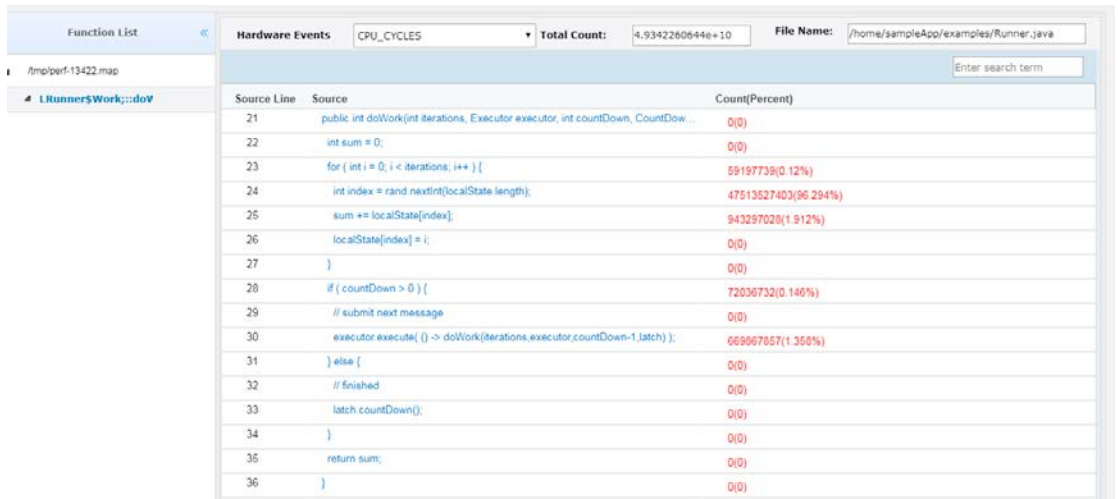 Function List «
Hardware Events CPU_CYCLES Total Count: 4.9342260644e+10 File Name: /home/sampleApp/examples/Runner.java
/tmp/perf-13422.map
Enter search term
LRunner$Work;::doW
Source Line Source Count(Percent)
21 public int doWork(int iterations, Executor executor, int countDown, CountDow... 0(0)
22 int sum = 0; 0(0)
23 for ( int i = 0; i < iterations; i++ ) { 59197739(0.12%)
24 int index = rand nextInt(localState.length); 47513527403(96.294%)
25 sum += localState[index]; 943297028(1.912%)
26 localState[index] = i; 0(0)
27 } 0(0)
28 if ( countDown > 0 ) { 72036732(0.146%)
29 // submit next message 0(0)
30 executor.execute( () -> doWork(iterations,executor,countDown-1,latch) ); 669867857(1.358%)
31 } else { 0(0)
32 // finished 0(0)
33 latch.countDown(); 0(0)
34 } 0(0)
35 return sum; 0(0)
36 } 0(0)